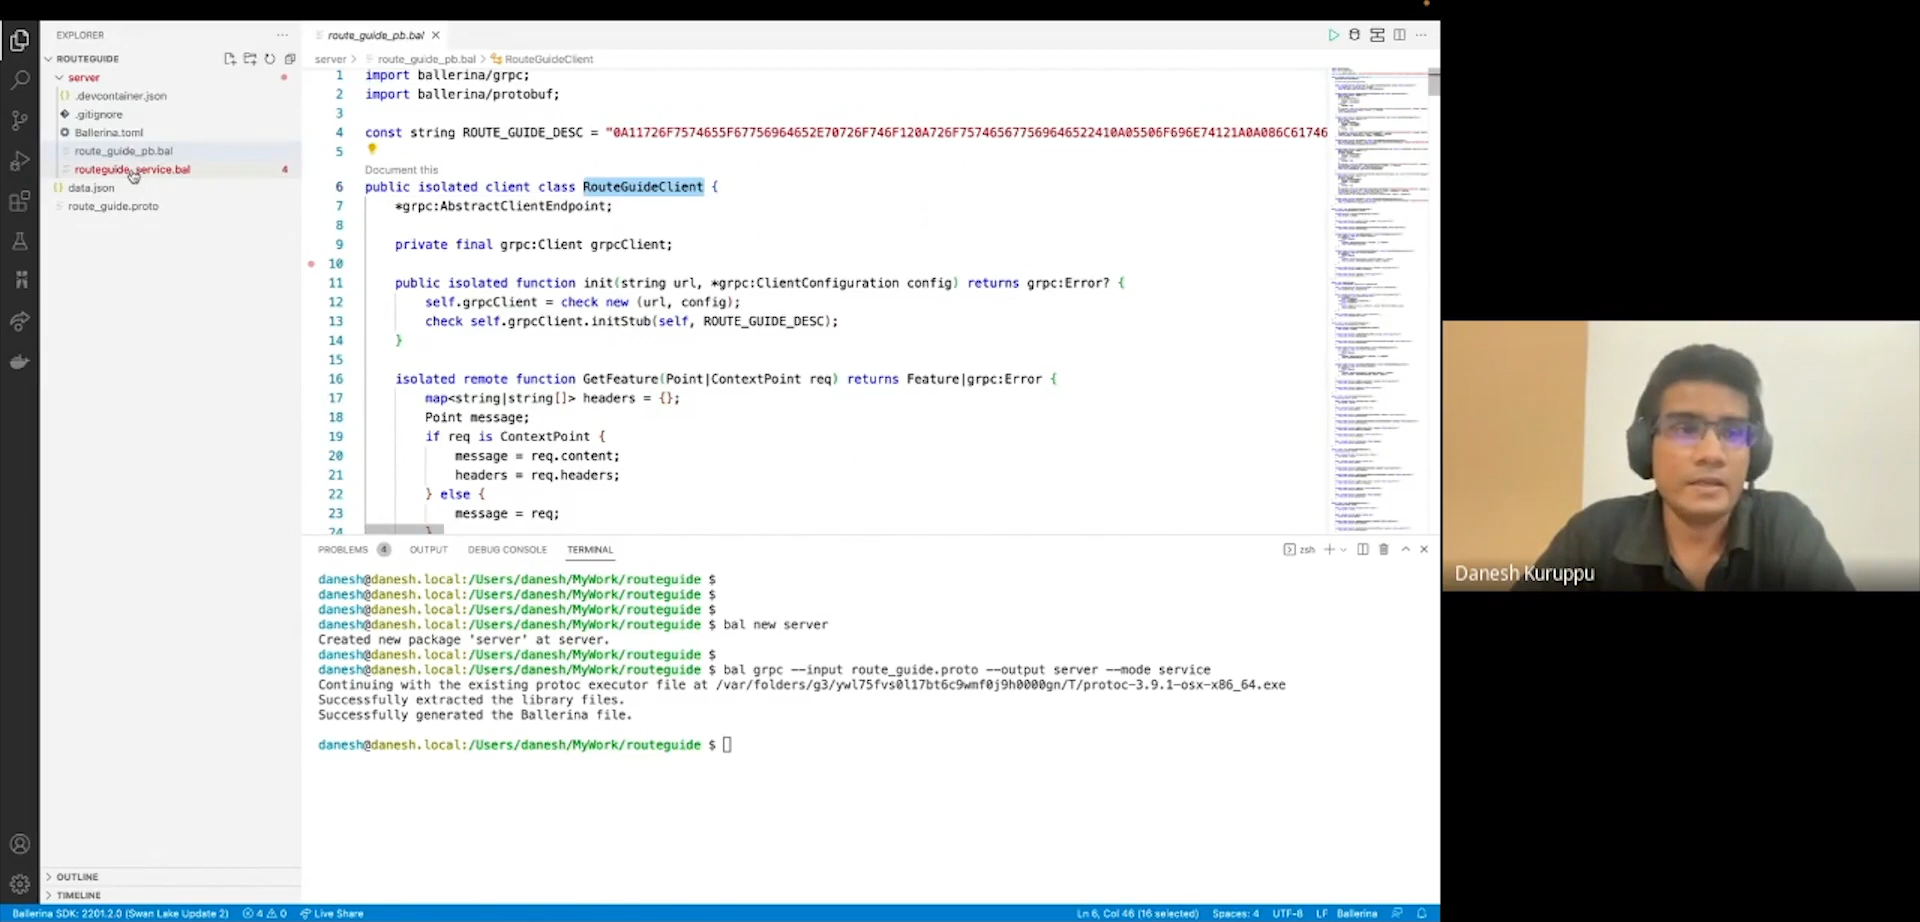 EXPLORER
ROUTEGUIDE
server
.devcontainer.json
.gitignore
Ballerina.toml
route_guide_pb.bal
routeguide_service.bal 4
data.json
route_guide.proto
OUTLINE
TIMELINE
route_guide_pb.bal
server > route_guide_pb.bal > RouteGuideClient
1 import ballerina/grpc;
2 import ballerina/protobuf;
3
4 const string ROUTE_GUIDE_DESC = "0A11726F7574655F67756964652E70726F746F120A726F757465677569646522410A05506F696E74121A0A086C61746
5
Document this
6 public isolated client class RouteGuideClient {
7 *grpc:AbstractClientEndpoint;
8
9 private final grpc:Client grpcClient;
10
11 public isolated function init(string url, *grpc:ClientConfiguration config) returns grpc:Error? {
12 self.grpcClient = check new (url, config);
13 check self.grpcClient.initStub(self, ROUTE_GUIDE_DESC);
14 }
15
16 isolated remote function GetFeature(Point|ContextPoint req) returns Feature|grpc:Error {
17 map<string|string[]> headers = {};
18 Point message;
19 if req is ContextPoint {
20 message = req.content;
21 headers = req.headers;
22 } else {
23 message = req;
24 }
PROBLEMS 4 OUTPUT DEBUG CONSOLE TERMINAL zsh
danesh@danesh.local:/Users/danesh/MyWork/routeguide $
danesh@danesh.local:/Users/danesh/MyWork/routeguide $
danesh@danesh.local:/Users/danesh/MyWork/routeguide $
danesh@danesh.local:/Users/danesh/MyWork/routeguide $ bal new server
Created new package 'server' at server.
danesh@danesh.local:/Users/danesh/MyWork/routeguide $
danesh@danesh.local:/Users/danesh/MyWork/routeguide $ bal grpc --input route_guide.proto --output server --mode service
Continuing with the existing protoc executor file at /var/folders/g3/ywl75fvs0l17bt6c9wmf0j9h0000gn/T/protoc-3.9.1-osx-x86_64.exe
Successfully extracted the library files.
Successfully generated the Ballerina file.
danesh@danesh.local:/Users/danesh/MyWork/routeguide $
Danesh Kuruppu
Ballerina SDK: 2201.2.0 (Swan Lake Update 2) 4 0 Live Share Ln 6, Col 46 (16 selected) Spaces: 4 UTF-8 LF Ballerina